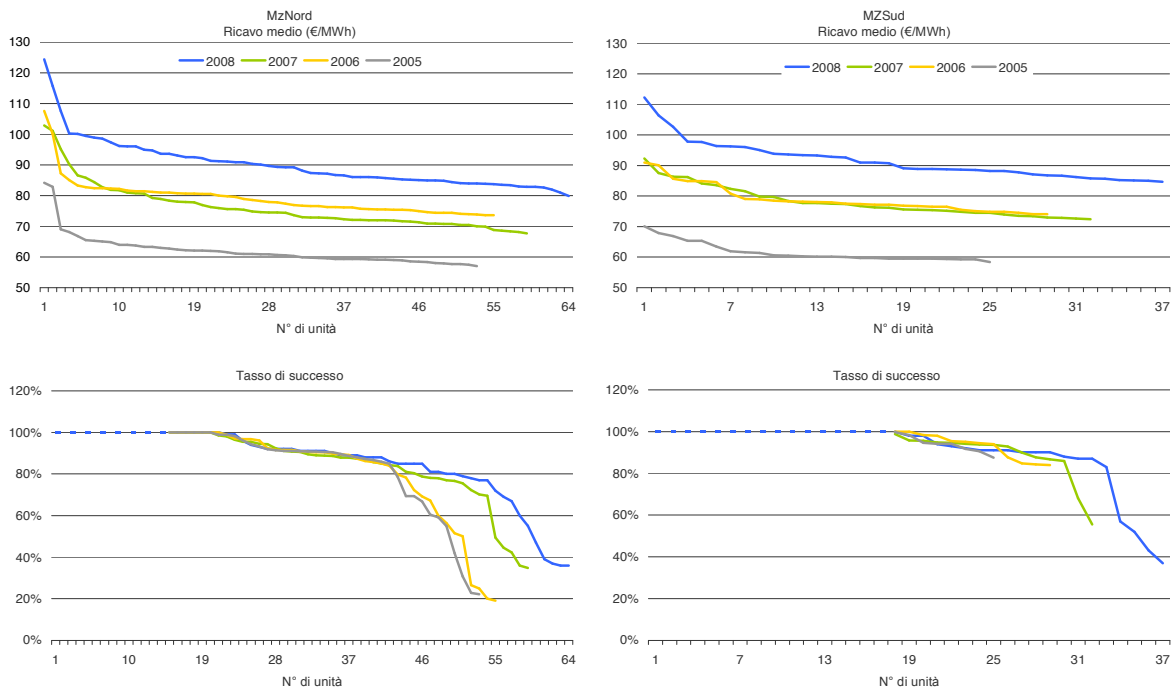 MzNord
Ricavo medio (€/MWh)
130
120
110
100
90
80
70
60
50
2008 2007 2006 2005
1 10 19 28 37 46 55 64
N° di unità
MZSud
Ricavo medio (€/MWh)
130
120
110
100
90
80
70
60
50
2008 2007 2006 2005
1 7 13 19 25 31 37
N° di unità
Tasso di successo
120%
100%
80%
60%
40%
20%
0%
1 10 19 28 37 46 55 64
N° di unità
Tasso di successo
120%
100%
80%
60%
40%
20%
0%
1 7 13 19 25 31 37
N° di unità